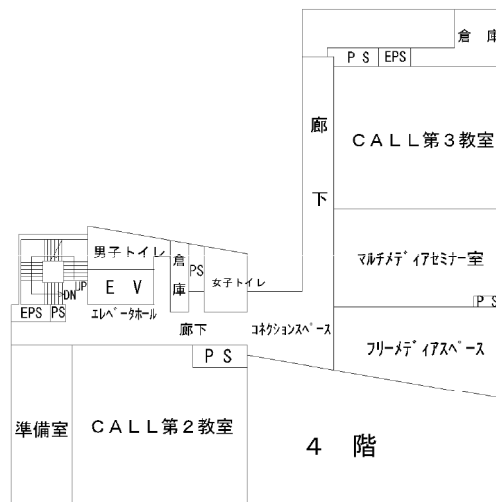 倉 庫
PS EPS
廊下
CALL第3教室
男子トイレ
倉庫
PS
女子トイレ
マルチメディアセミナー室
EV
UP
DN
EPS PS
エレベータホール
廊下
コネクションスペース
PS
フリーメディアスペース
PS
準備室
CALL第2教室
4 階